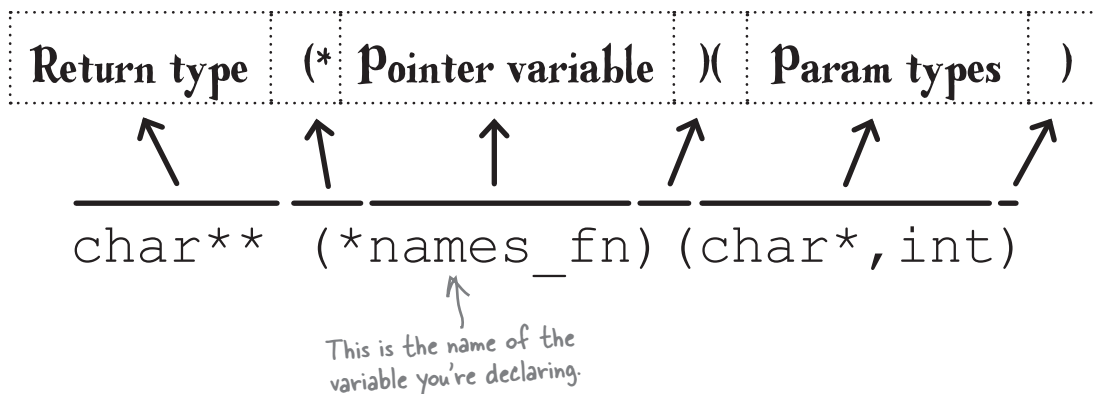 Return type (* Pointer variable )( Param types )
char** (*names_fn)(char*,int)
This is the name of the
variable you're declaring.